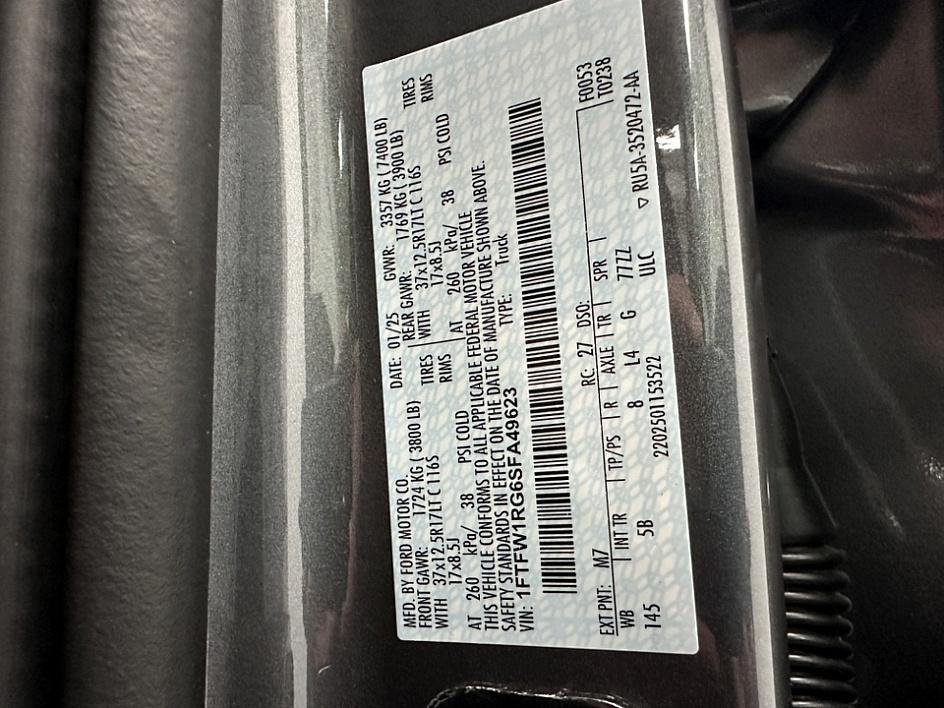 MFD. BY FORD MOTOR CO. DATE: 01/25 GVWR: 3357 KG ( 7400 LB)
FRONT GAWR: 1724 KG ( 3800 LB) REAR GAWR: 1769 KG ( 3900 LB)
WITH 37x12.5R17LT C 116S TIRES WITH 37x12.5R17LT C 116S TIRES
17x8.5J RIMS 17x8.5J RIMS
AT 260 kPa/ 38 PSI COLD AT 260 kPa/ 38 PSI COLD
THIS VEHICLE CONFORMS TO ALL APPLICABLE FEDERAL MOTOR VEHICLE
SAFETY STANDARDS IN EFFECT ON THE DATE OF MANUFACTURE SHOWN ABOVE.
VIN: 1FTFW1RG6SFA49623 TYPE: Truck
EXT PNT: M7 RC: 27 DSO: F0053
WB INT TR TP/PS R AXLE TR SPR T0238
145 5B 8 L4 G 77ZZ
220250115 3522 ULC ▽ RU5A-3520472-AA